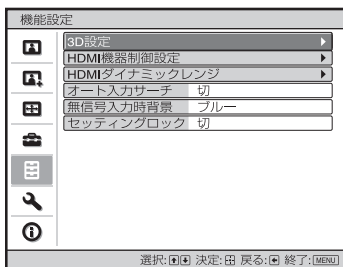 機能設定
3D設定
HDMI機器制御設定
HDMIダイナミックレンジ
オート入力サーチ 切
無信号入力時背景 ブルー
セッティングロック 切
選択: 決定: 戻る: 終了:MENU